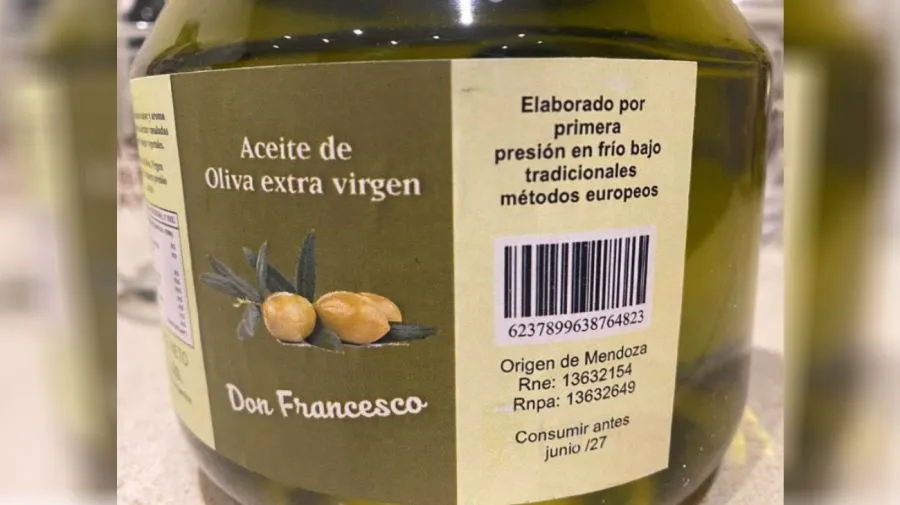 Aceite de
Oliva extra virgen
Don Francesco
Elaborado por
primera
presión en frío bajo
tradicionales
métodos europeos
6237899638764823
Origen de Mendoza
Rne: 13632154
Rnpa: 13632649
Consumir antes
junio /27